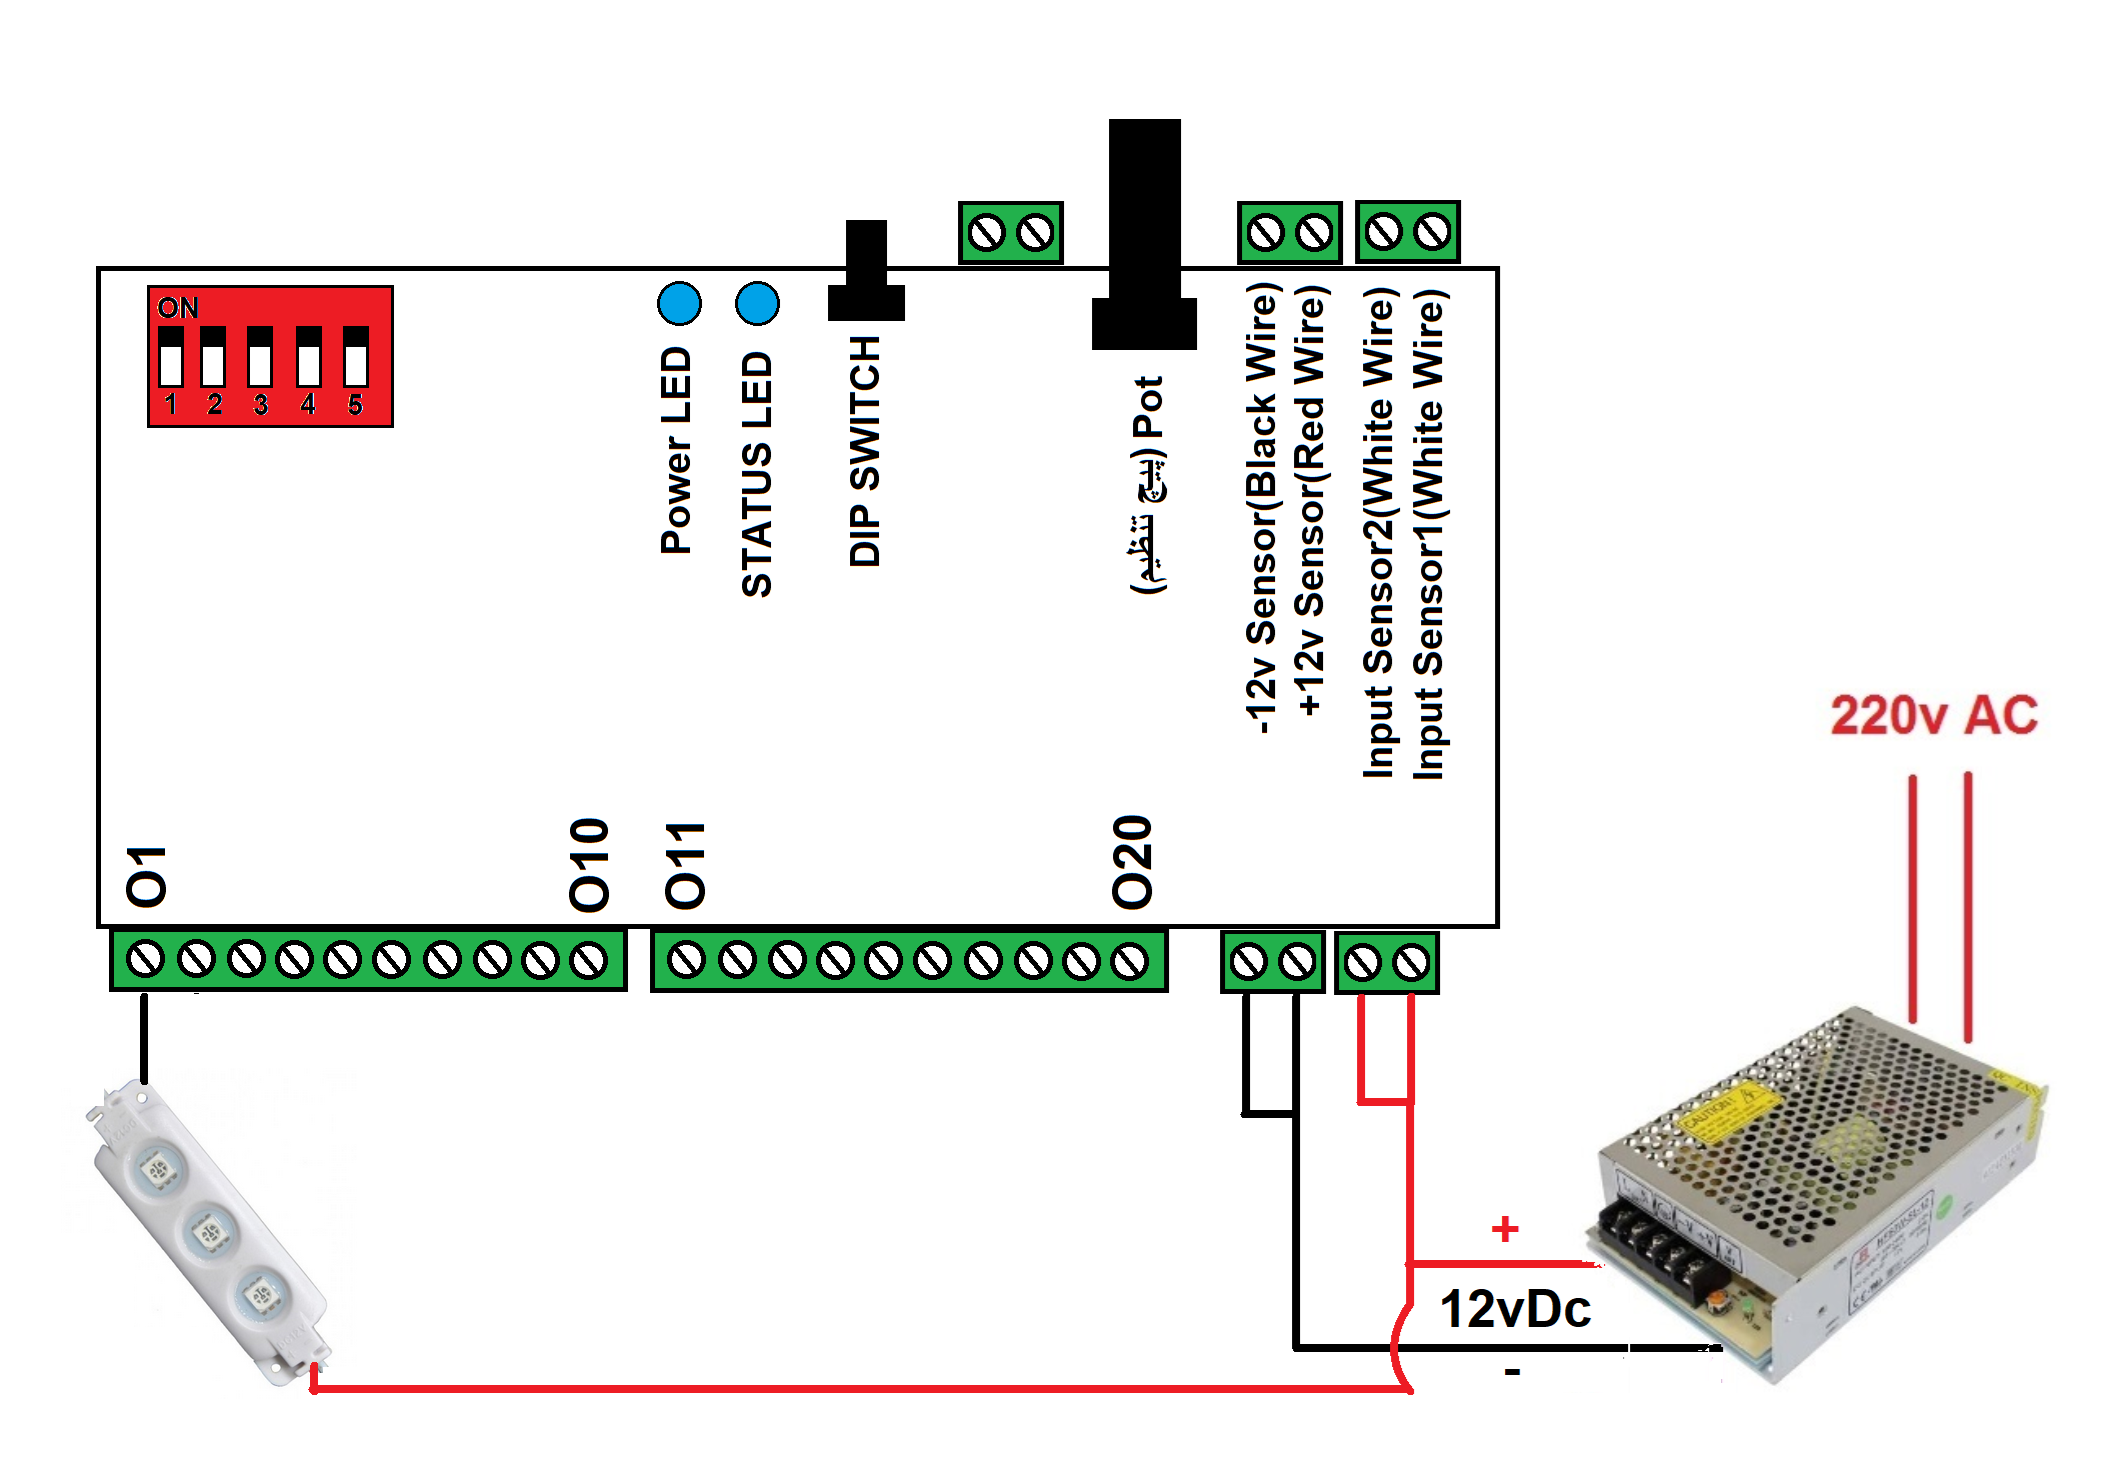 ON
1 2 3 4 5
Power LED
STATUS LED
DIP SWITCH
Pot (پیچ تنظیم)
-12v Sensor(Black Wire)
+12v Sensor(Red Wire)
Input Sensor2(White Wire)
Input Sensor1(White Wire)
O1
O10
O11
O20
220v AC
CAUTION!
+
12vDc
-